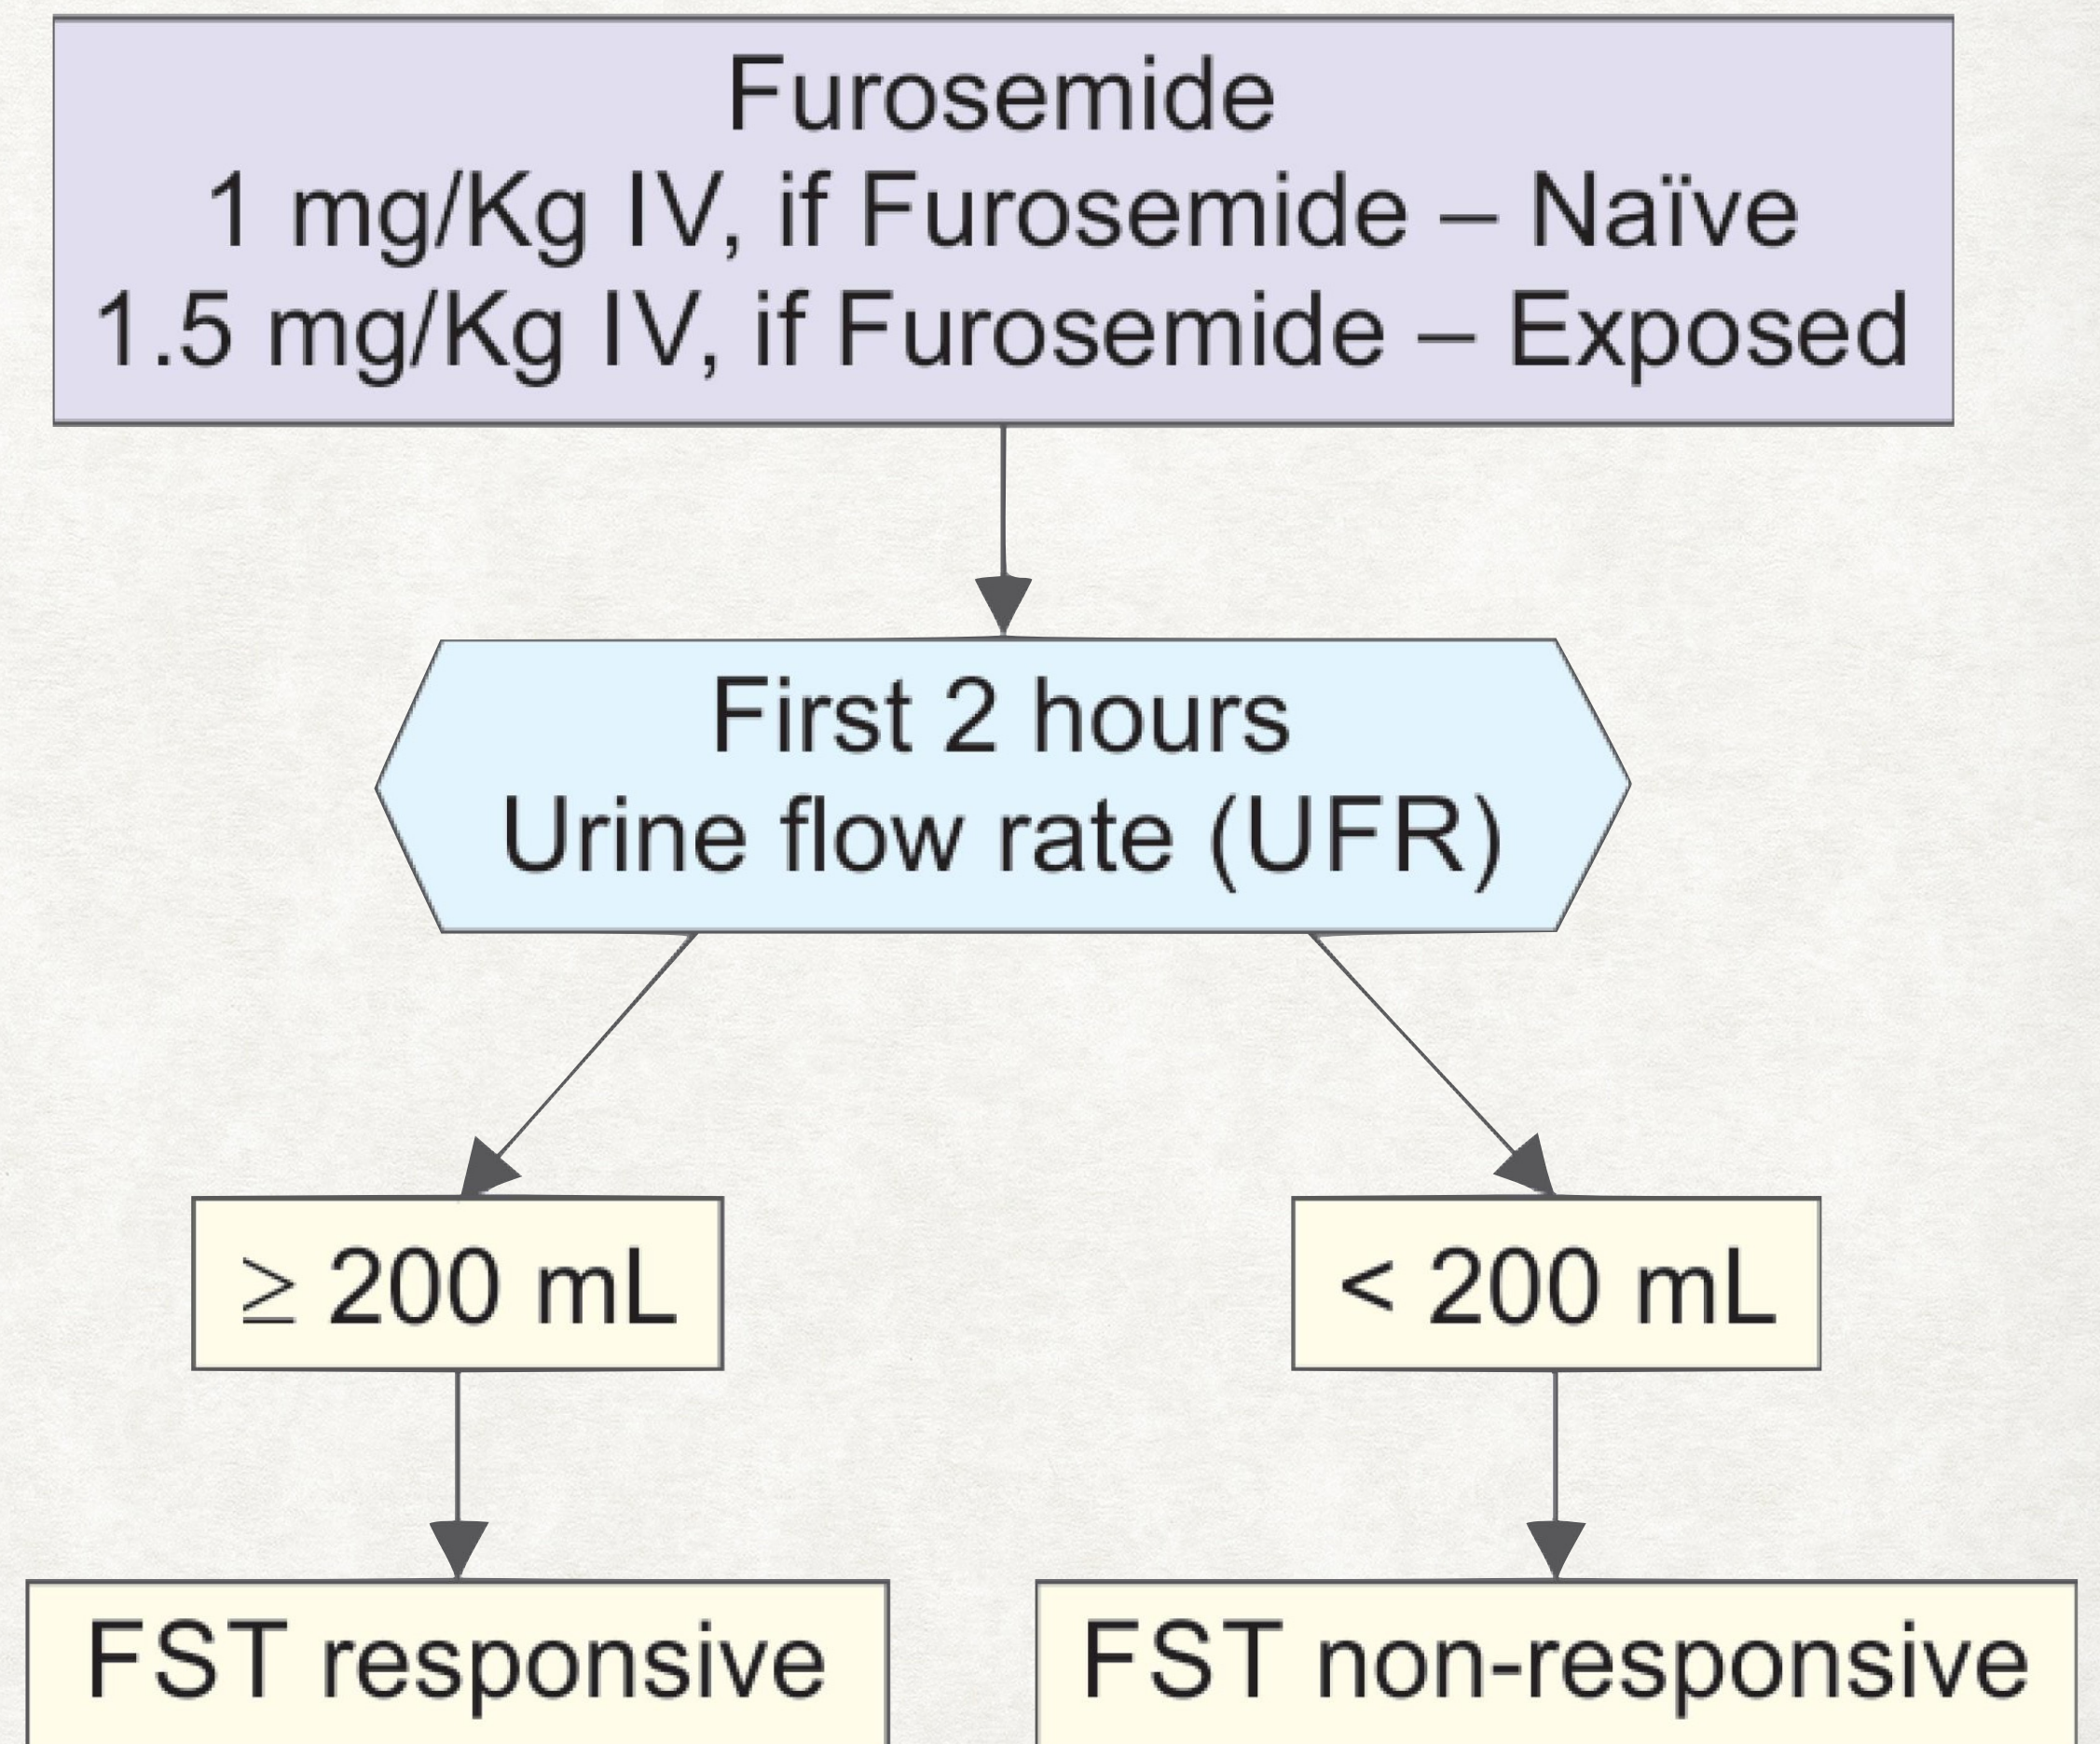 Furosemide
1 mg/Kg IV, if Furosemide – Naïve
1.5 mg/Kg IV, if Furosemide – Exposed
First 2 hours
Urine flow rate (UFR)
≥ 200 mL
< 200 mL
FST responsive
FST non-responsive